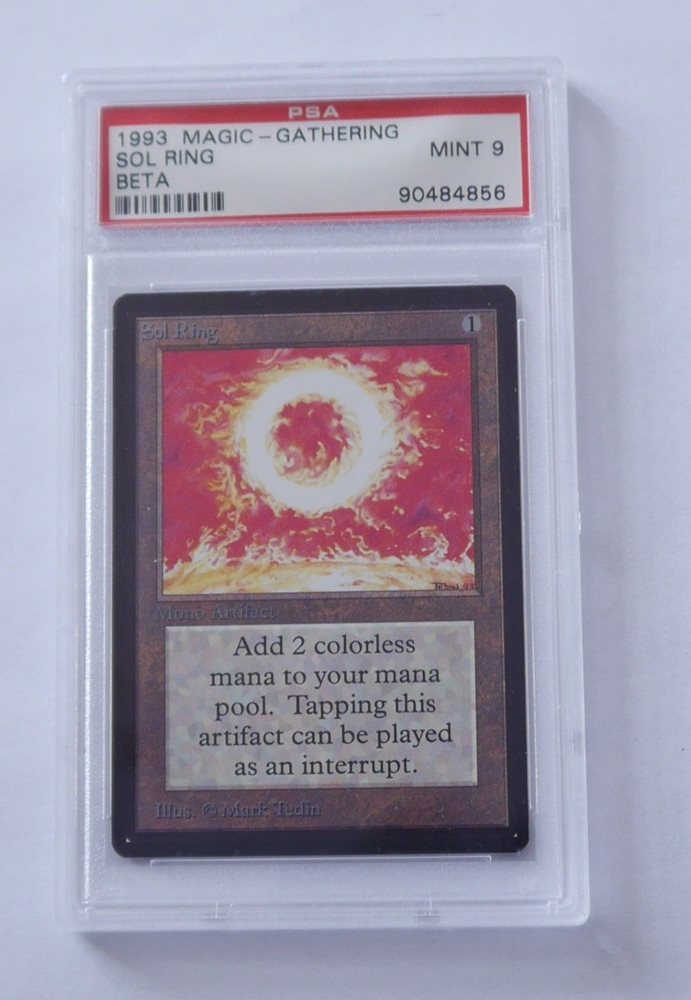 PSA
1993 MAGIC - GATHERING
SOL RING MINT 9
BETA
90484856
Sol Ring 1
Mono Artifact
Add 2 colorless
mana to your mana
pool. Tapping this
artifact can be played
as an interrupt.
Illus. © Mark Tedin